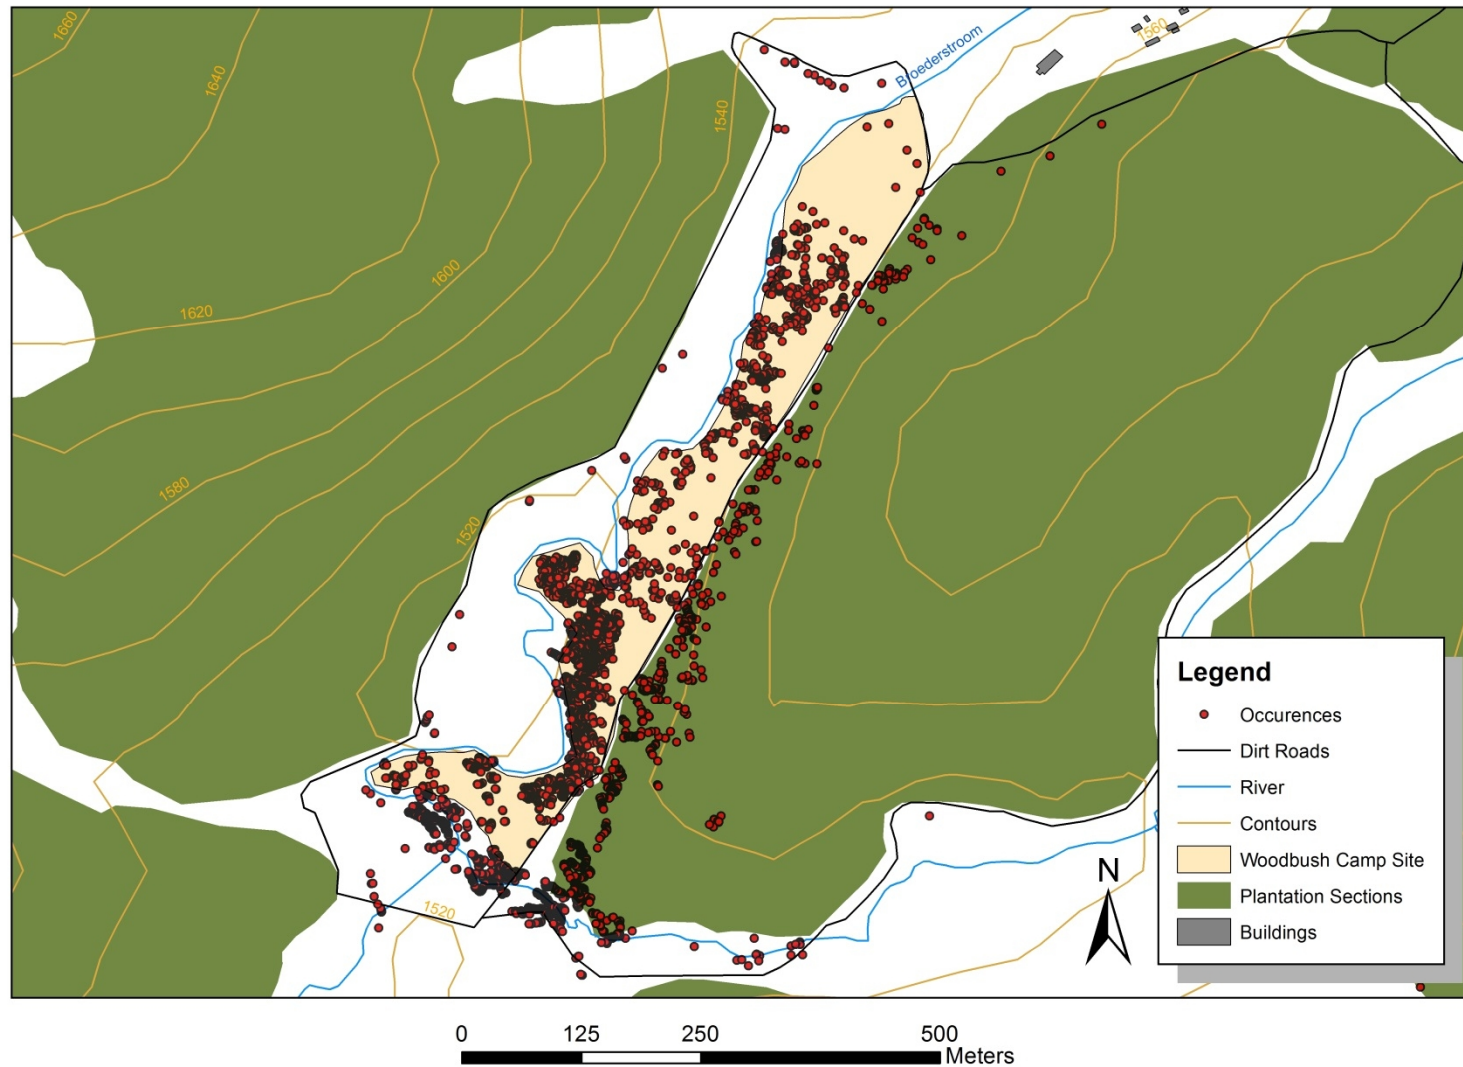 1660
1640
1540
Broederstroom
1560
1600
1620
1580
1520
1520
Legend
Occurences
Dirt Roads
River
Contours
Woodbush Camp Site
Plantation Sections
Buildings
N
0 125 250 500
Meters